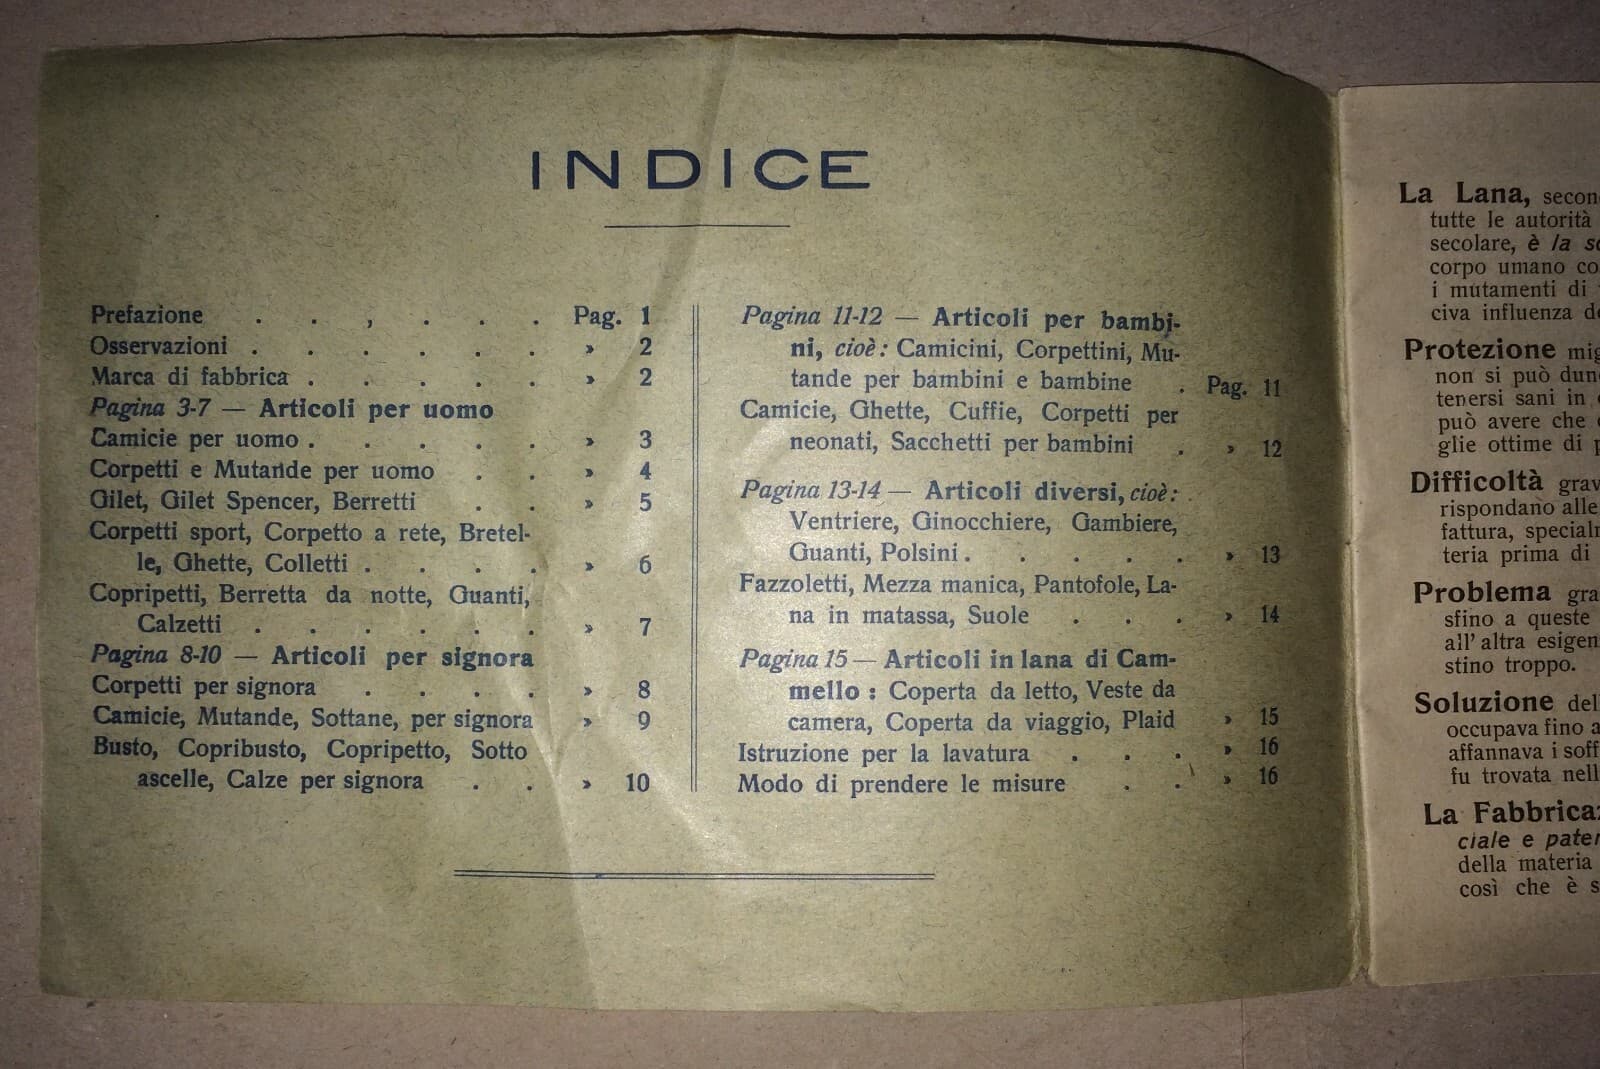 INDICE
Prefazione . . , . . . Pag. 1
Osservazioni . . . . . . » 2
Marca di fabbrica . . . . . » 2
Pagina 3-7 — Articoli per uomo
Camicie per uomo . . . . . » 3
Corpetti e Mutande per uomo . . » 4
Gilet, Gilet Spencer, Berretti . . » 5
Corpetti sport, Corpetto a rete, Bretel-
le, Ghette, Colletti . . . . » 6
Copripetti, Berretta da notte, Guanti,
Calzetti . . . . . . » 7
Pagina 8-10 — Articoli per signora
Corpetti per signora . . . . » 8
Camicie, Mutande, Sottane, per signora » 9
Busto, Copribusto, Copripetto, Sotto
ascelle, Calze per signora . . » 10
Pagina 11-12 — Articoli per bambi-
ni, cioè: Camicini, Corpettini, Mu-
tande per bambini e bambine . Pag. 11
Camicie, Ghette, Cuffie, Corpetti per
neonati, Sacchetti per bambini . » 12
Pagina 13-14 — Articoli diversi, cioè:
Ventriere, Ginocchiere, Gambiere,
Guanti, Polsini . . . . . » 13
Fazzoletti, Mezza manica, Pantofole, La-
na in matassa, Suole . . . » 14
Pagina 15 — Articoli in lana di Cam-
mello : Coperta da letto, Veste da
camera, Coperta da viaggio, Plaid » 15
Istruzione per la lavatura . . . » 16
Modo di prendere le misure . . » 16
La Lana,
tutte le autorità
secolare, è la
corpo umano
i mutamenti di
civa influenza
Protezione
non si può
tenersi sani in
può avere che
glie ottime di
Difficoltà
rispondano alle
fattura,
teria prima di
Problema
sfino a queste
all' altra
stino troppo.
Soluzione
occupava fino
affannava i
fu trovata
La
ciale e
della materia
così che è